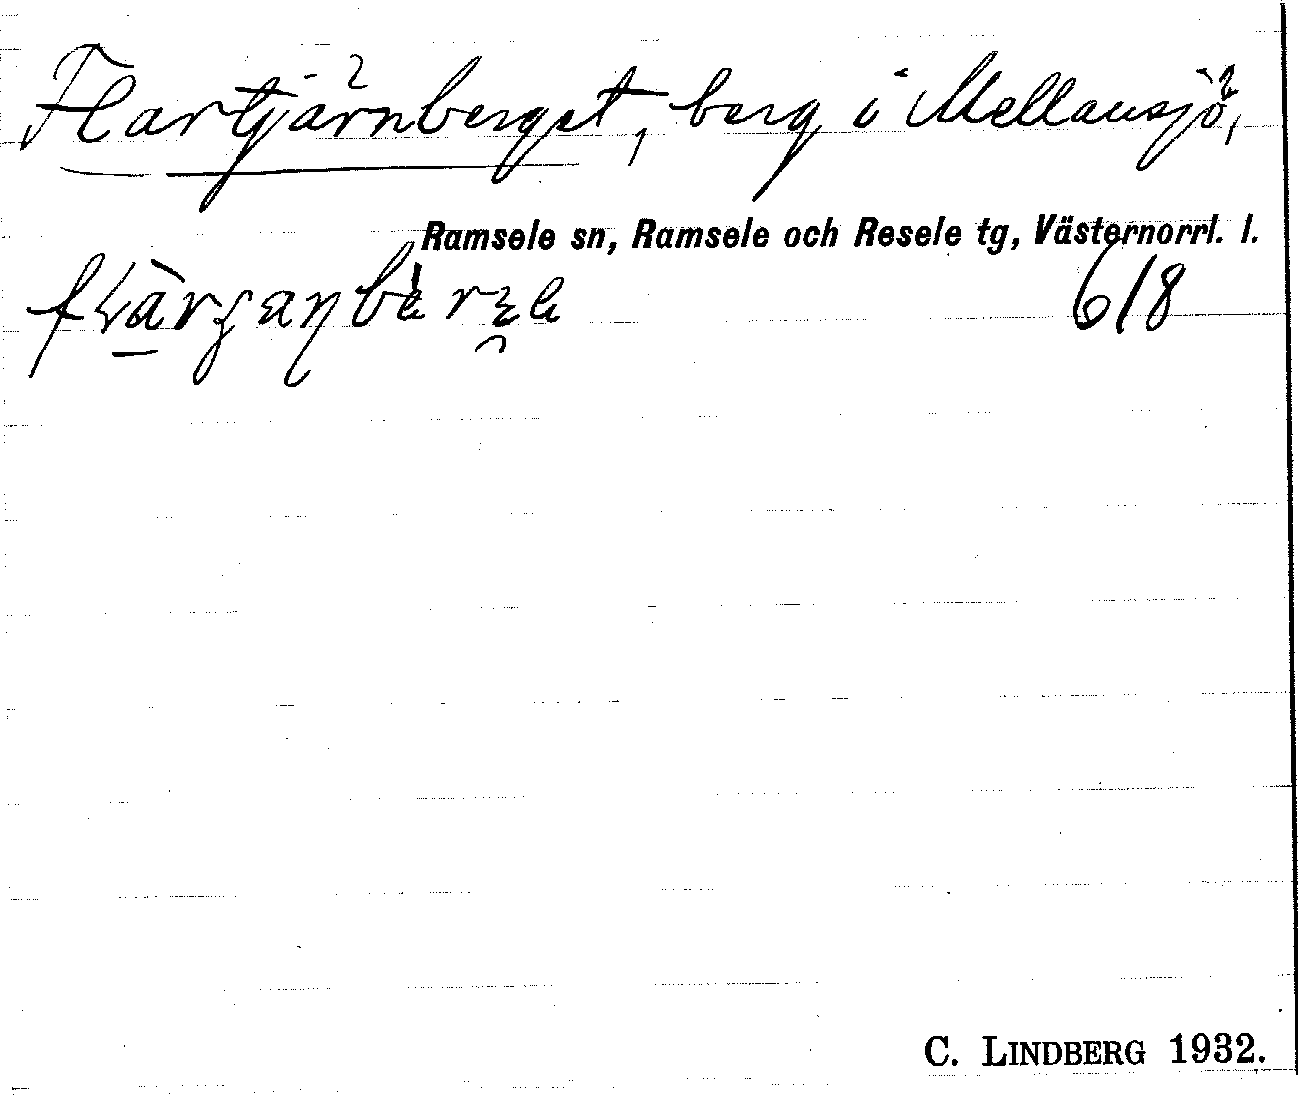 Flartjärnberget, berg i Mellansjö,
Ramsele sn, Ramsele och Resele tg, Västernorrl. l.
618
C. LINDBERG 1932.